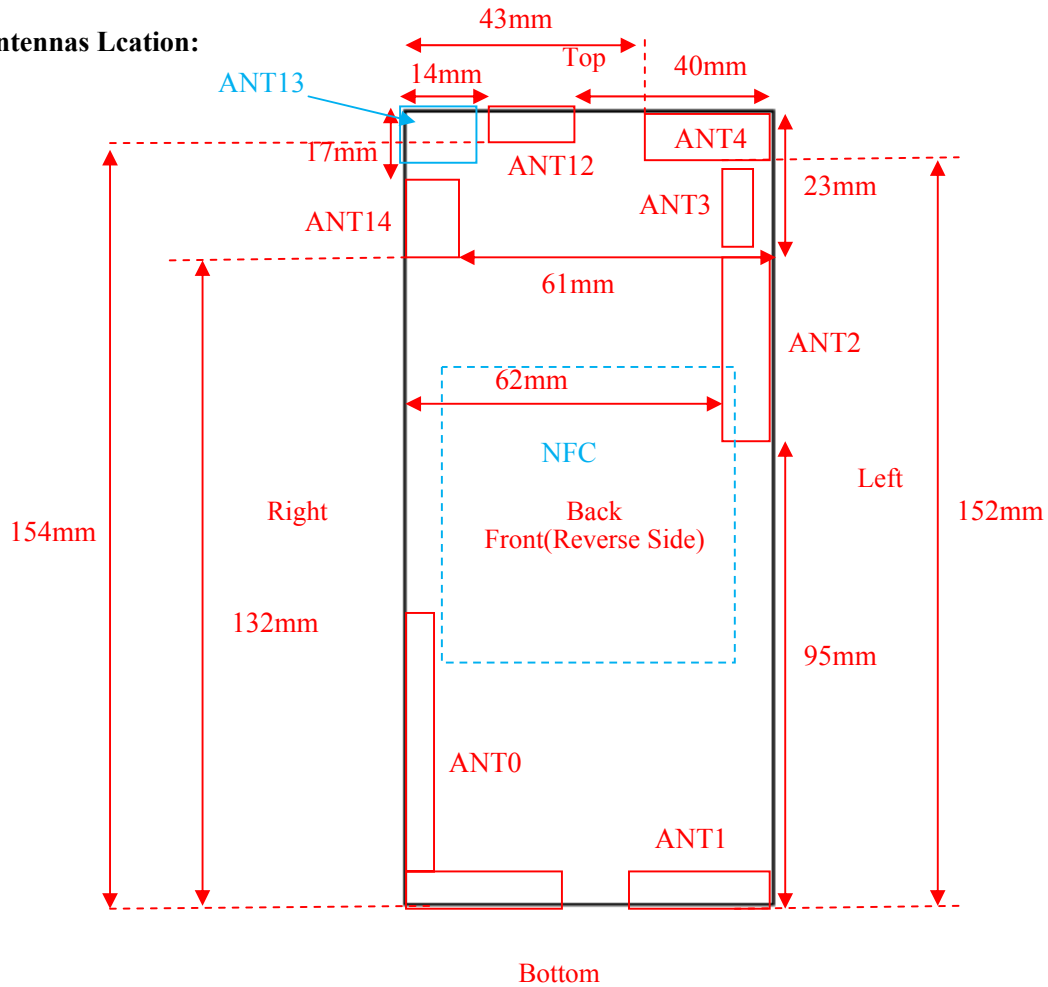 43mm
ntennas Lcation:
Top
40mm
14mm
ANT13
ANT4
17mm
ANT12
23mm
ANT3
ANT14
61mm
ANT2
62mm
NFC
Left
Right
Back
152mm
Front(Reverse Side)
154mm
132mm
95mm
ANT0
ANT1
Bottom